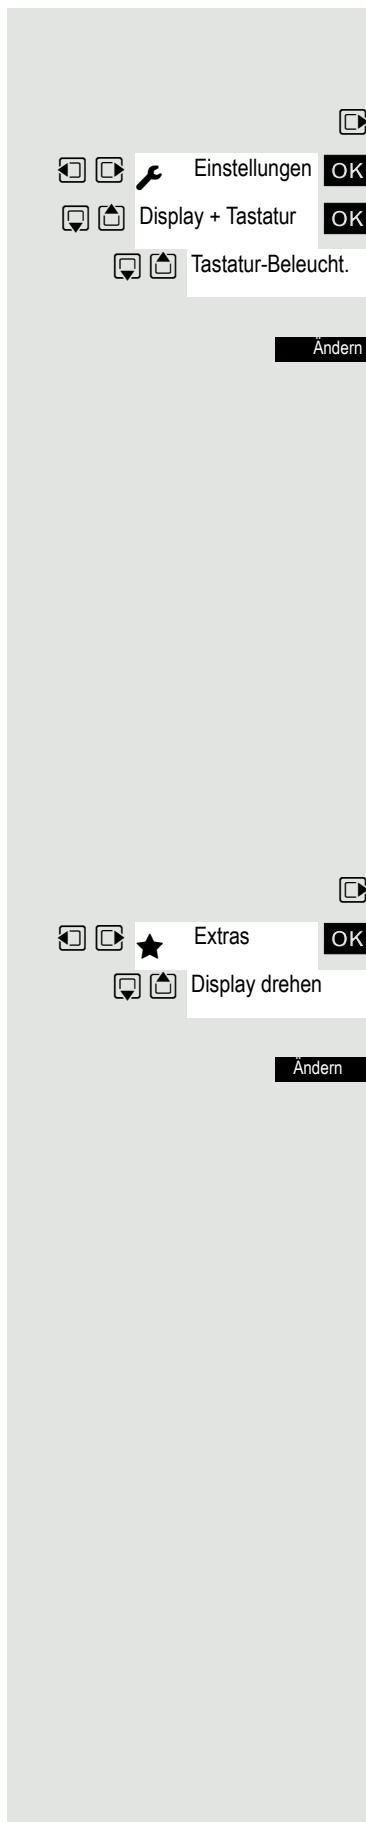 Einstellungen OK
Display + Tastatur OK
Tastatur-Beleucht.
Ändern
Extras OK
Display drehen
Ändern